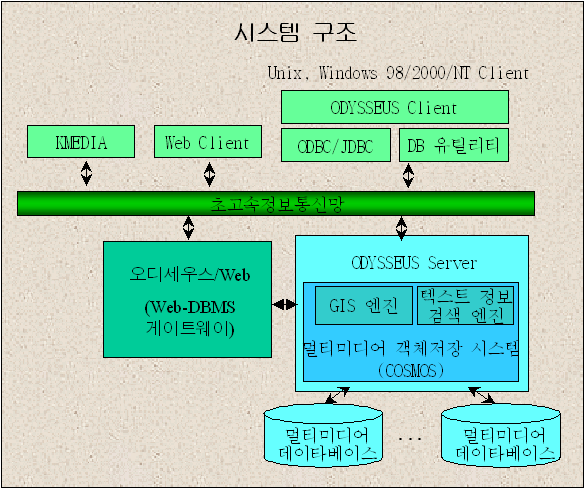 시스템 구조
Unix, Windows 98/2000/NT Client
ODYSSEUS Client
KMEDIA
Web Client
ODBC/JDBC
DB 유틸리티
초고속정보통신망
오디세우스/Web
(Web-DBMS
게이트웨이)
ODYSSEUS Server
GIS 엔진
텍스트 정보
검색 엔진
멀티미디어 객체저장 시스템
(COSMOS)
멀티미디어
데이타베이스
...
멀티미디어
데이타베이스